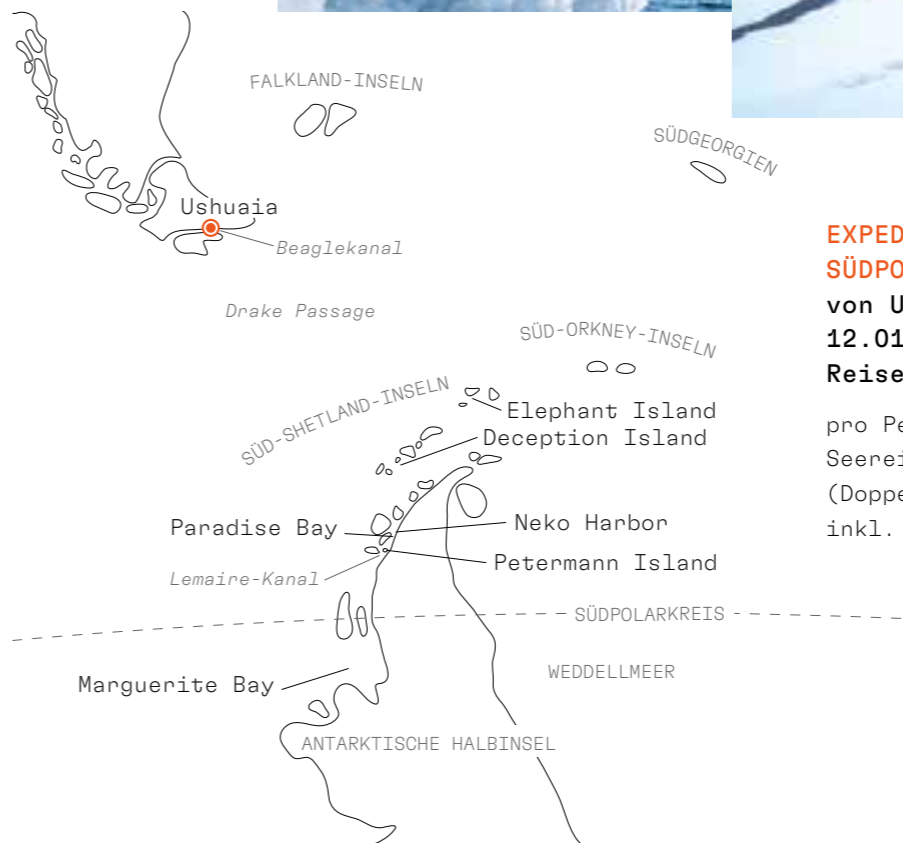 FALKLAND-INSELN
SÜDGEORGIEN
Ushuaia
Beaglekanal
Drake Passage
SÜD-ORKNEY-INSELN
SÜD-SHETLAND-INSELN
Elephant Island
Deception Island
Paradise Bay
Neko Harbor
Petermann Island
Lemaire-Kanal
SÜDPOLARKREIS
WEDDELLMEER
Marguerite Bay
ANTARKTISCHE HALBINSEL
EXPED
SÜDPO
von U
12.01
Reise
pro Pe
Seerei
(Doppe
inkl.